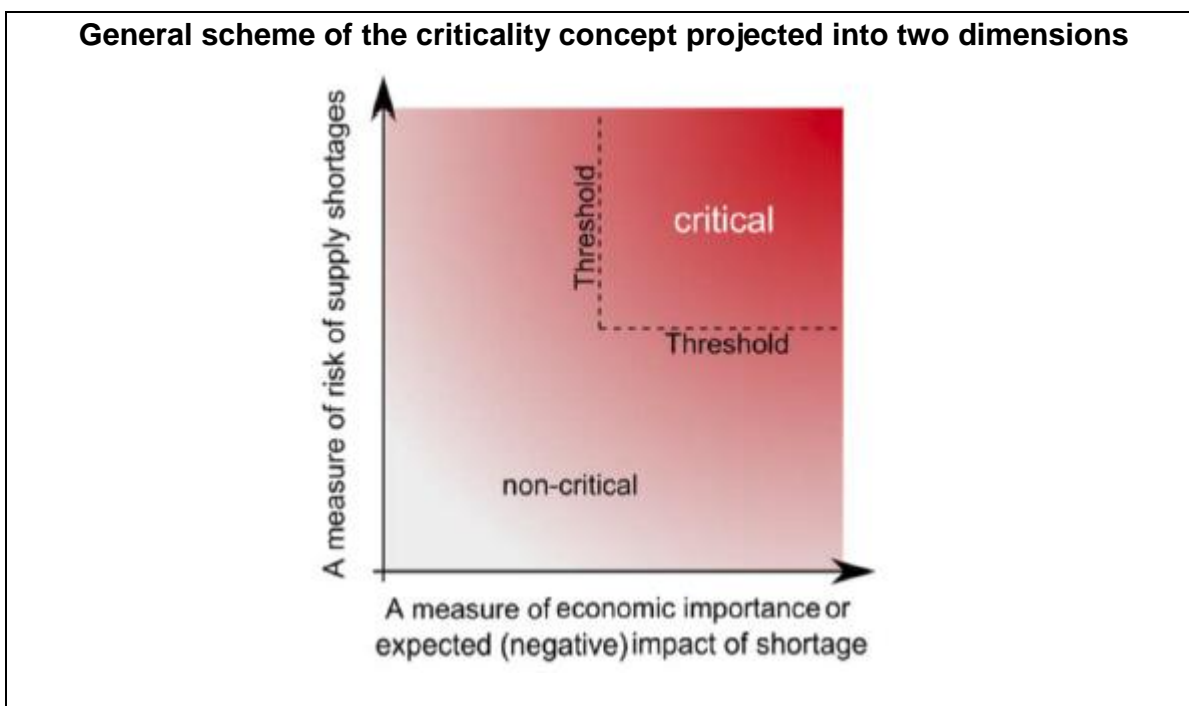 General scheme of the criticality concept projected into two dimensions
A measure of risk of supply shortages
Threshold
critical
Threshold
non-critical
A measure of economic importance or
expected (negative) impact of shortage